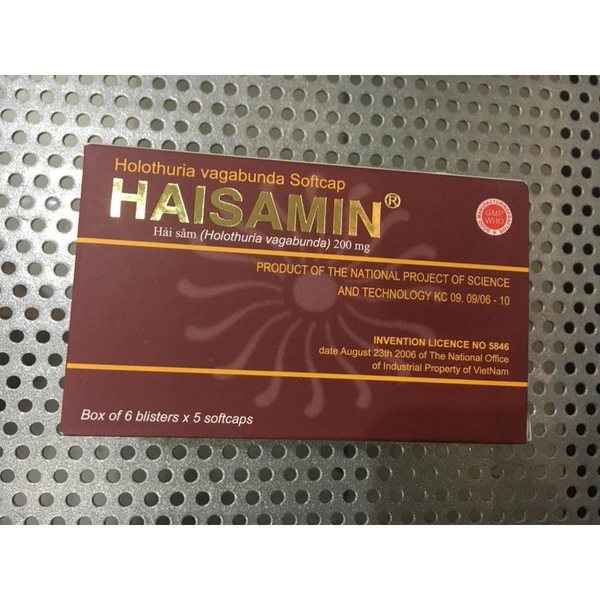 Holothuria vagabunda Softcap
HAISAMIN®
Hải sâm (Holothuria vagabunda) 200 mg
GMP
WHO
PRODUCT OF THE NATIONAL PROJECT OF SCIENCE
AND TECHNOLOGY KC 09. 09/06 - 10
INVENTION LICENCE NO 5846
date August 23th 2006 of The National Office
of Industrial Property of VietNam
Box of 6 blisters x 5 softcaps